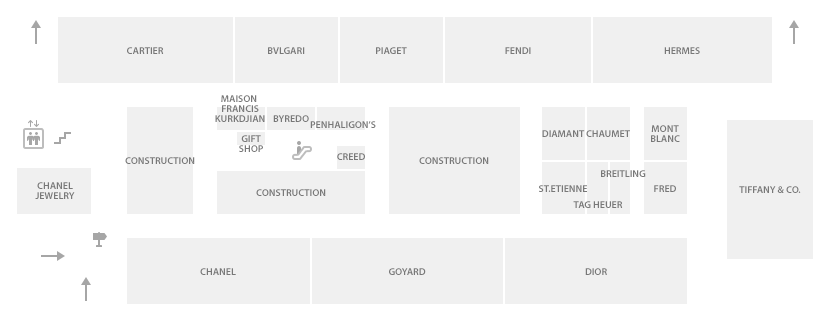 CARTIER
BVLGARI
PIAGET
FENDI
HERMES
MAISON
FRANCIS
KURKDJIAN
BYREDO
PENHALIGON'S
GIFT
SHOP
CREED
CONSTRUCTION
CONSTRUCTION
CONSTRUCTION
DIAMANT
CHAUMET
MONT
BLANC
ST.ETIENNE
BREITLING
TAG HEUER
FRED
TIFFANY & CO.
CHANEL
JEWELRY
CHANEL
GOYARD
DIOR